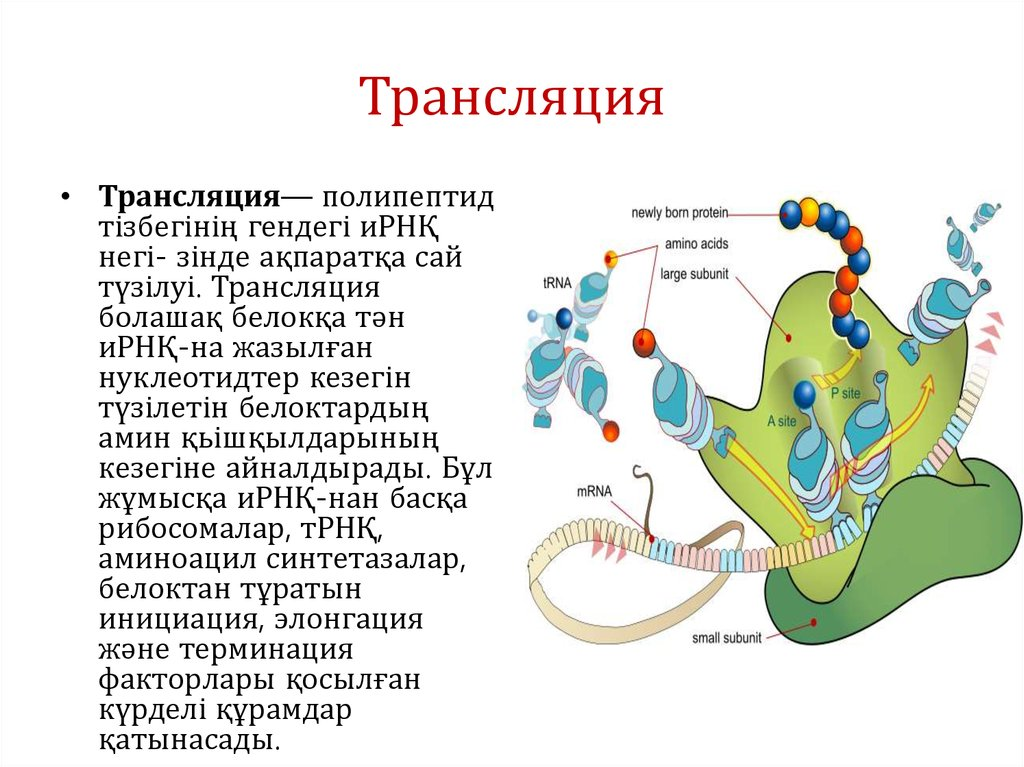 Трансляция
• Трансляция— полипептид
тізбегінің гендегі иРНҚ
негі- зінде ақпаратқа сай
түзілуі. Трансляция
болашақ белокқа тән
иРНҚ-на жазылған
нуклеотидтер кезегін
түзілетін белоктардың
амин қьішқылдарының
кезегіне айналдырады. Бұл
жұмысқа иРНҚ-нан басқа
рибосомалар, тРНҚ,
аминоацил синтетазалар,
белоктан тұратын
инициация, элонгация
және терминация
факторлары қосылған
күрделі құрамдар
қатынасады.
newly born protein
amino acids
large subunit
tRNA
P site
A site
mRNA
small subunit